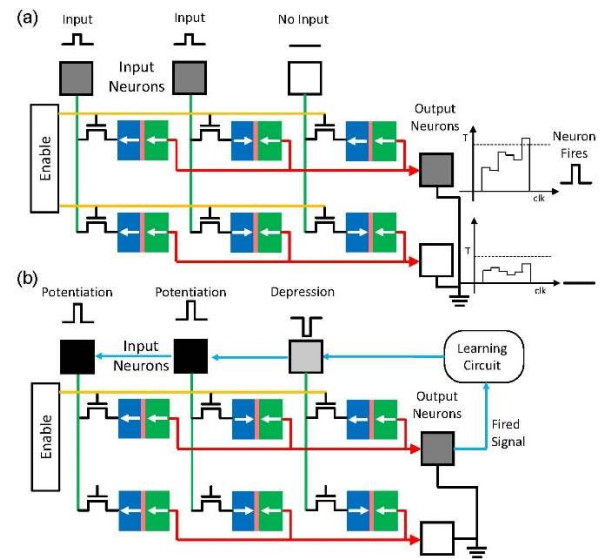 (a)
Input
Input
No Input
Input
Neurons
Enable
Output
Neurons
T
clk
Neuron
Fires
T
clk
(b)
Potentiation
Potentiation
Depression
Input
Neurons
Learning
Circuit
Enable
Output
Neurons
Fired
Signal